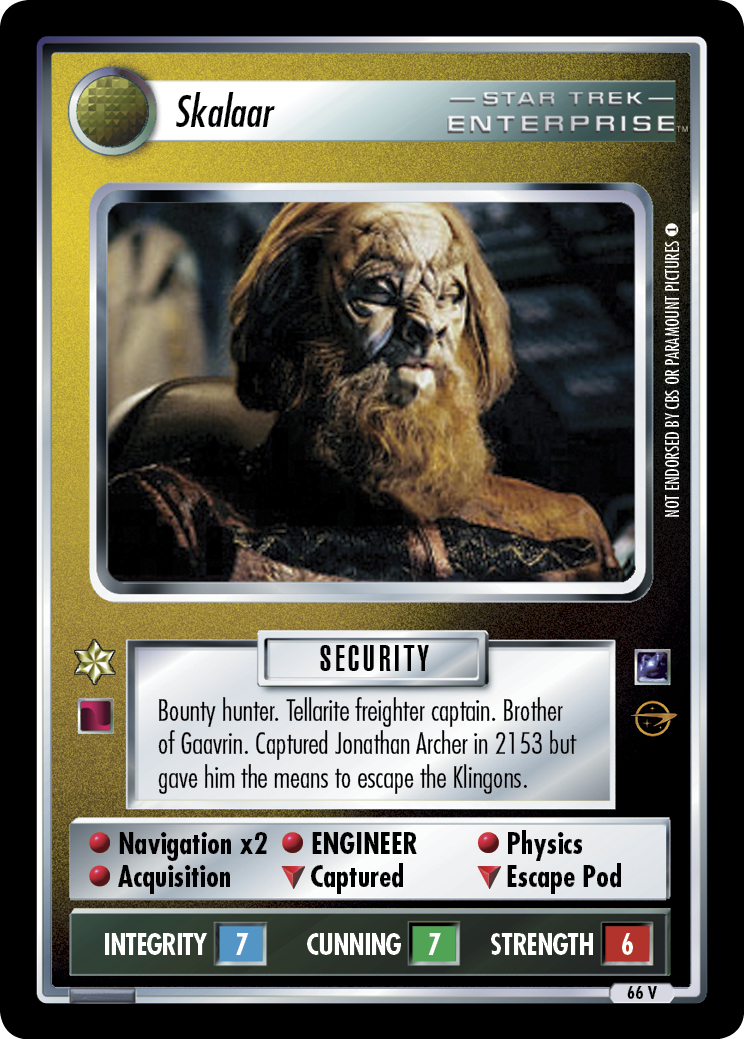 Skalaar
STAR TREK
ENTERPRISE™
NOT ENDORSED BY CBS OR PARAMOUNT PICTURES 1
SECURITY
Bounty hunter. Tellarite freighter captain. Brother
of Gaavrin. Captured Jonathan Archer in 2153 but
gave him the means to escape the Klingons.
Navigation x2 ENGINEER Physics
Acquisition Captured Escape Pod
INTEGRITY 7 CUNNING 7 STRENGTH 6
66 V